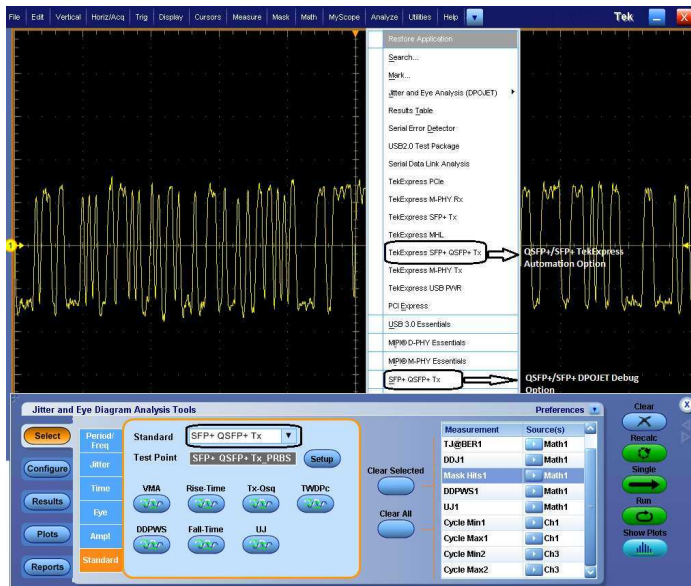 File Edit Vertical Horiz/Acq Trig Display Cursors Measure Mask Math MyScope Analyze Utilities Help Tek X
Restore Application
Search...
Mark...
Jitter and Eye Analysis (DPOJET)
Results Table
Serial Error Detector
USB2.0 Test Package
Serial Data Link Analysis
TekExpress PCIe
TekExpress M-PHY Rx
TekExpress SFP+ Tx
TekExpress MHL
TekExpress SFP+ QSFP+ Tx
QSFP+/SFP+ TekExpress
Automation Option
TekExpress M-PHY Tx
TekExpress USB PWR
PCI Express
USB 3.0 Essentials
MIPI® D-PHY Essentials
MIPI® M-PHY Essentials
SFP+ QSFP+ Tx
QSFP+/SFP+ DPOJET Debug
Option
1
Jitter and Eye Diagram Analysis Tools
Preferences
Clear
X
Select
Configure
Results
Plots
Reports
Period/
Freq
Jitter
Time
Eye
Ampl
Standard
Standard SFP+ QSFP+ Tx
Test Point SFP+ QSFP+ Tx_PRBS Setup
VMA Rise-Time Tx-Qsq TWDPc
DDPWS Fall-Time UJ
Clear Selected
Clear All
Measurement Source(s)
TJ@BER1 Math1
DDJ1 Math1
Mask Hits1 Math1
DDPWS1 Math1
UJ1 Math1
Cycle Min1 Ch1
Cycle Max1 Ch1
Cycle Min2 Ch3
Cycle Max2 Ch3
Recalc
Single
Run
Show Plots